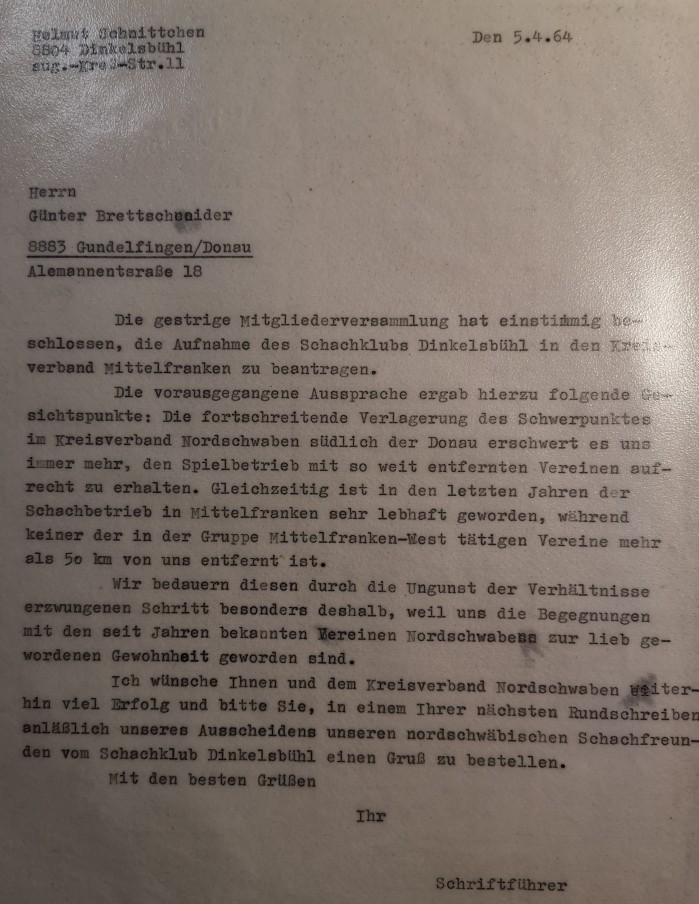 Helmut Schnittchen
Den 5.4.64
8804 Dinkelsbühl
Aug.-Kreß-Str.11
Herrn
Günter Brettschneider
8883 Gundelfingen/Donau
Alemannentsraße 18
Die gestrige Mitgliederversammlung hat einstimmig be-
schlossen, die Aufnahme des Schachklubs Dinkelsbühl in den Kreis-
verband Mittelfranken zu beantragen.
Die vorausgegangene Aussprache ergab hierzu folgende Ge-
sichtspunkte: Die fortschreitende Verlagerung des Schwerpunktes
im Kreisverband Nordschwaben südlich der Donau erschwert es uns
immer mehr, den Spielbetrieb mit so weit entfernten Vereinen auf-
recht zu erhalten. Gleichzeitig ist in den letzten Jahren der
Schachbetrieb in Mittelfranken sehr lebhaft geworden, während
keiner der in der Gruppe Mittelfranken-West tätigen Vereine mehr
als 50 km von uns entfernt ist.
Wir bedauern diesen durch die Ungunst der Verhältnisse
erzwungenen Schritt besonders deshalb, weil uns die Begegnungen
mit den seit Jahren bekannten Vereinen Nordschwabens zur lieb ge-
wordenen Gewohnheit geworden sind.
Ich wünsche Ihnen und dem Kreisverband Nordschwaben weiter-
hin viel Erfolg und bitte Sie, in einem Ihrer nächsten Rundschreiben
anläßlich unseres Ausscheidens unseren nordschwäbischen Schachfreun-
den vom Schachklub Dinkelsbühl einen Gruß zu bestellen.
Mit den besten Grüßen
Ihr
Schriftführer